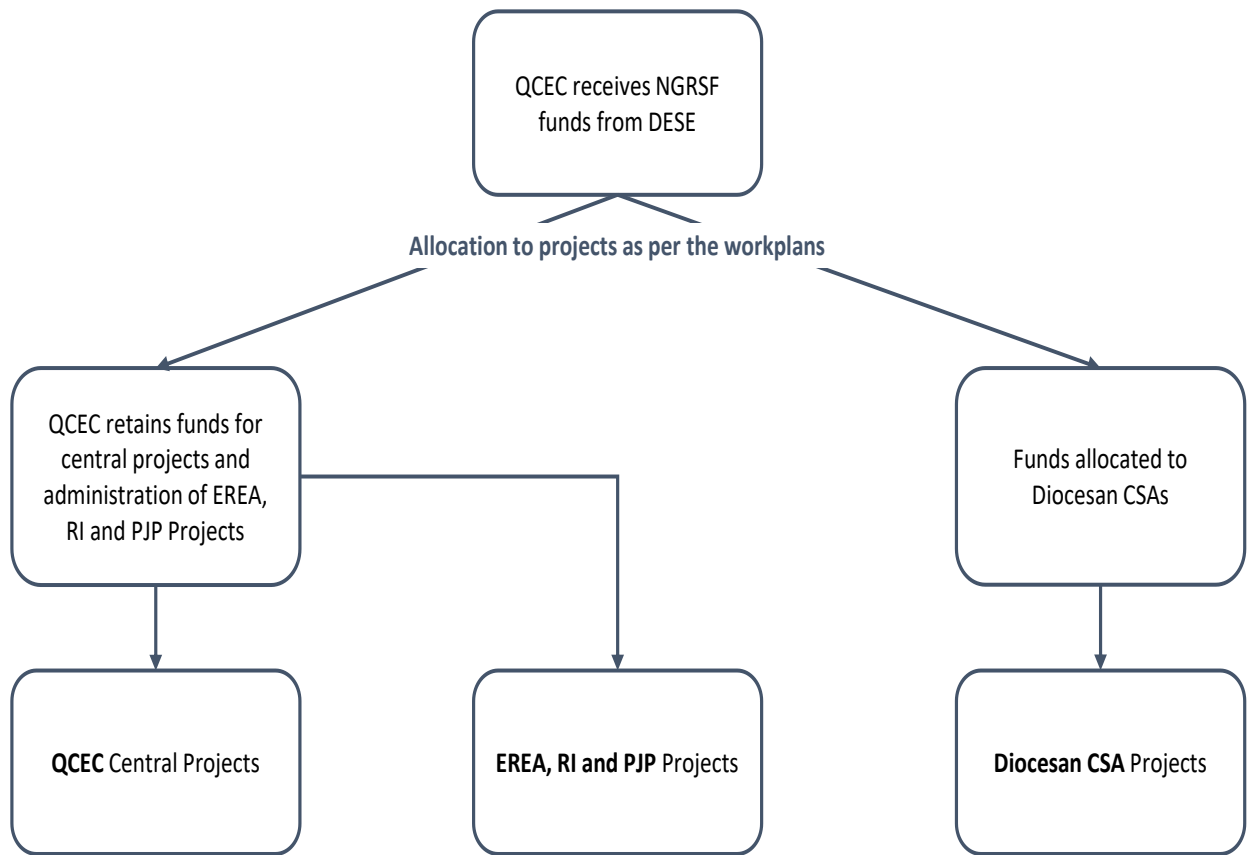 QCEC receives NGRSF
funds from DESE
Allocation to projects as per the workplans
QCEC retains funds for
central projects and
administration of EREA,
RI and PJP Projects
Funds allocated to
Diocesan CSAs
QCEC Central Projects
EREA, RI and PJP Projects
Diocesan CSA Projects